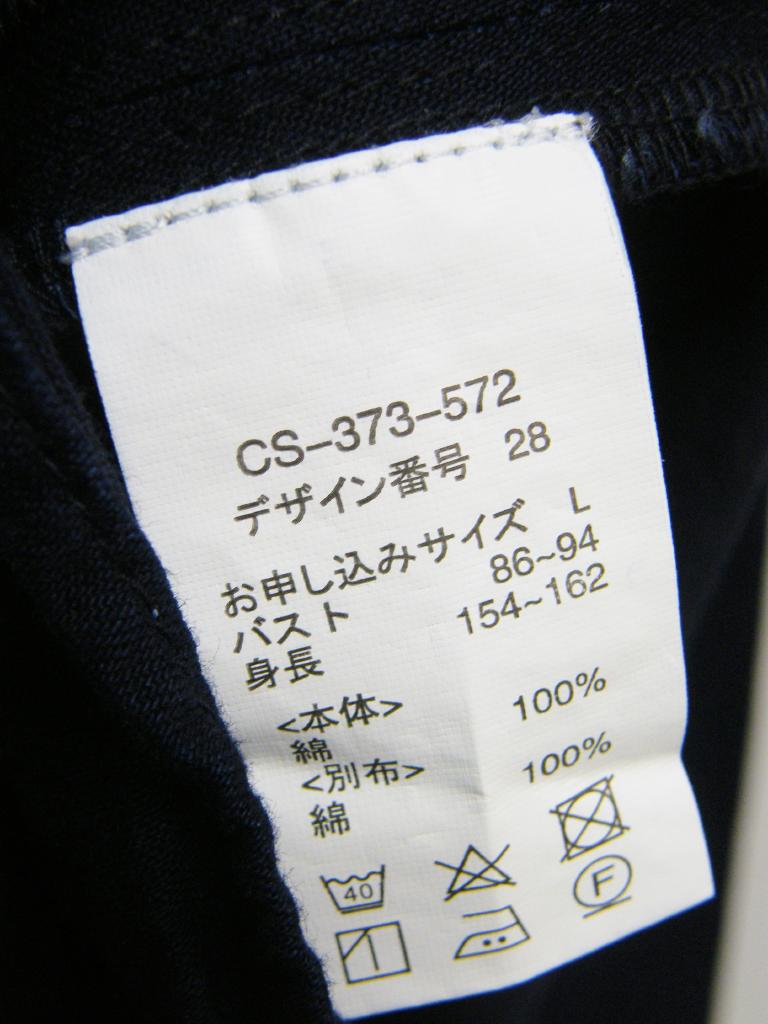 CS-373-572
デザイン番号 28
お申し込みサイズ L
バスト 86~94
身長 154~162
<本体>
綿 100%
<別布>
綿 100%
40
F